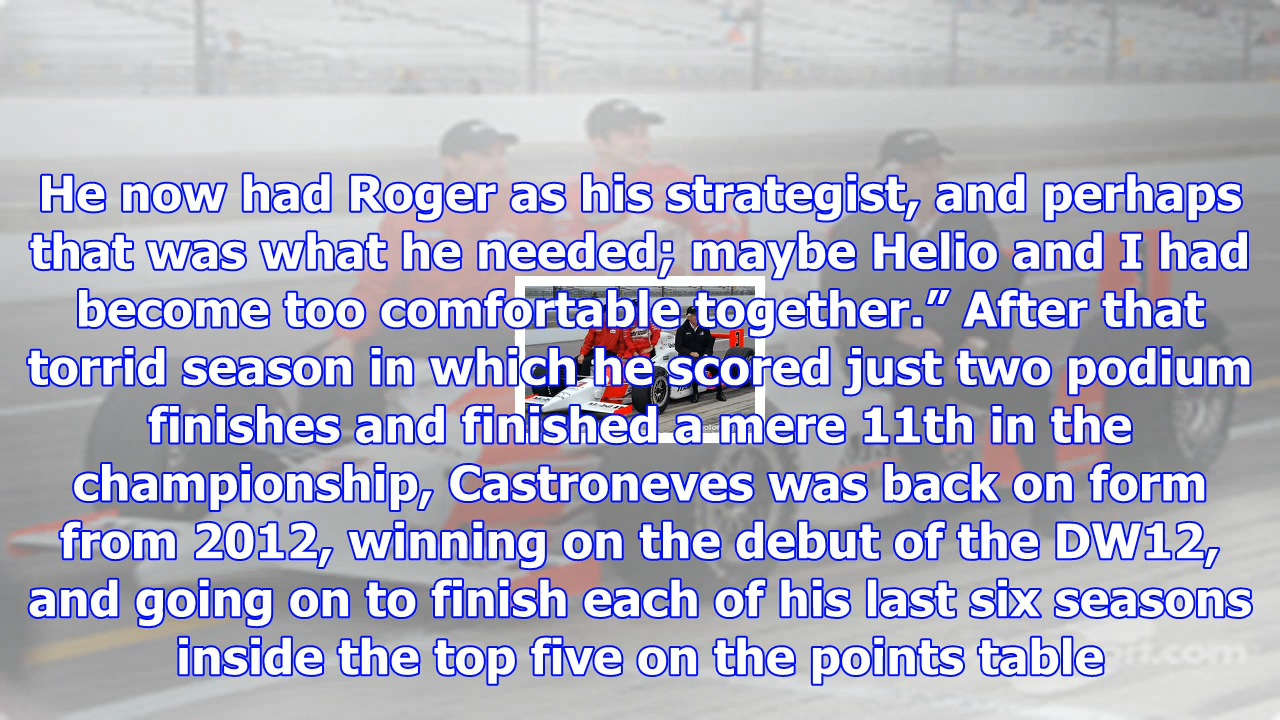 He now had Roger as his strategist, and perhaps
that was what he needed; maybe Helio and I had
become too comfortable together.” After that
torrid season in which he scored just two podium
finishes and finished a mere 11th in the
championship, Castroneves was back on form
from 2012, winning on the debut of the DW12,
and going on to finish each of his last six seasons
inside the top five on the points table